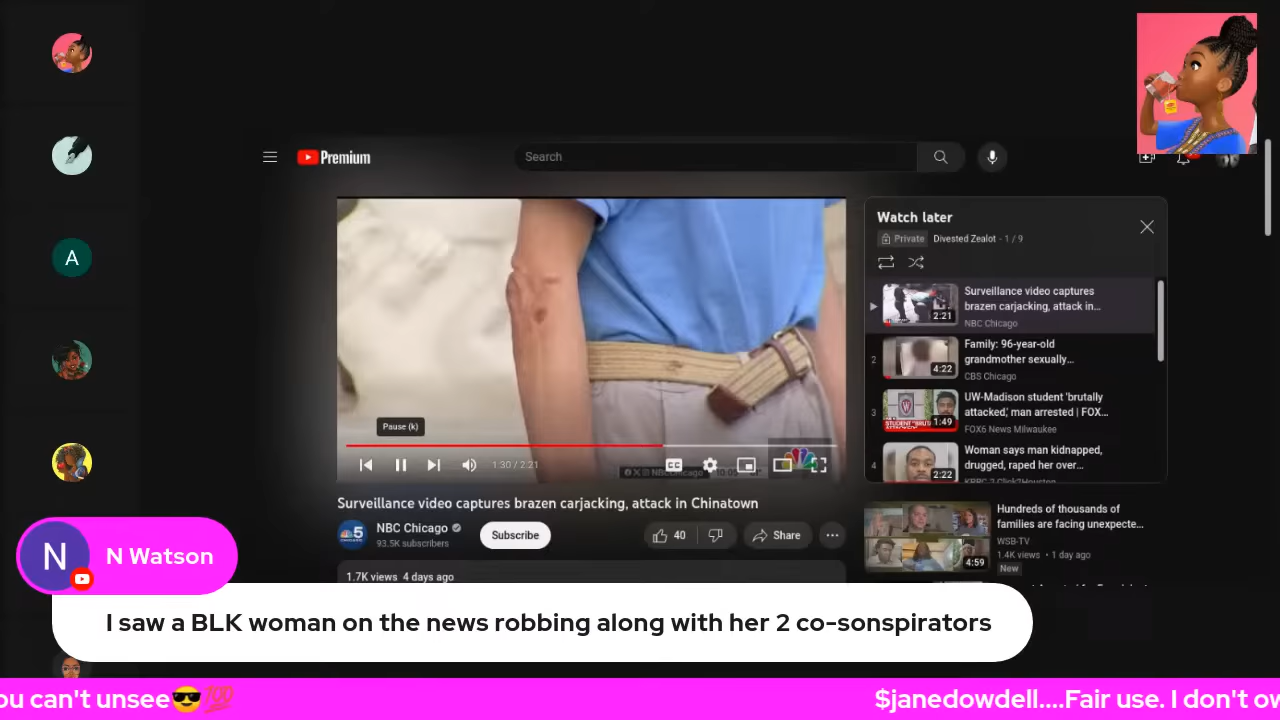 Premium
Search
A
Watch later
Private Divested Zealot - 1 / 9
Surveillance video captures
brazen carjacking, attack in...
NBC Chicago
2:21
2
Family: 96-year-old
grandmother sexually...
CBS Chicago
4:22
3
UW-Madison student 'brutally
attacked,' man arrested | FOX...
FOX6 News Milwaukee
1:49
4
Woman says man kidnapped,
drugged, raped her over...
2:22
Pause (k)
1:30 / 2:21
CC
Surveillance video captures brazen carjacking, attack in Chinatown
5
NBC Chicago
93.5K subscribers
Subscribe
40
Share
1.7K views 4 days ago
Hundreds of thousands of
families are facing unexpecte...
WSB-TV
1.4K views • 1 day ago
New
4:59
N
N Watson
I saw a BLK woman on the news robbing along with her 2 co-sonspirators
ou can't unsee😎💯
$janedowdell....Fair use. I don't ow